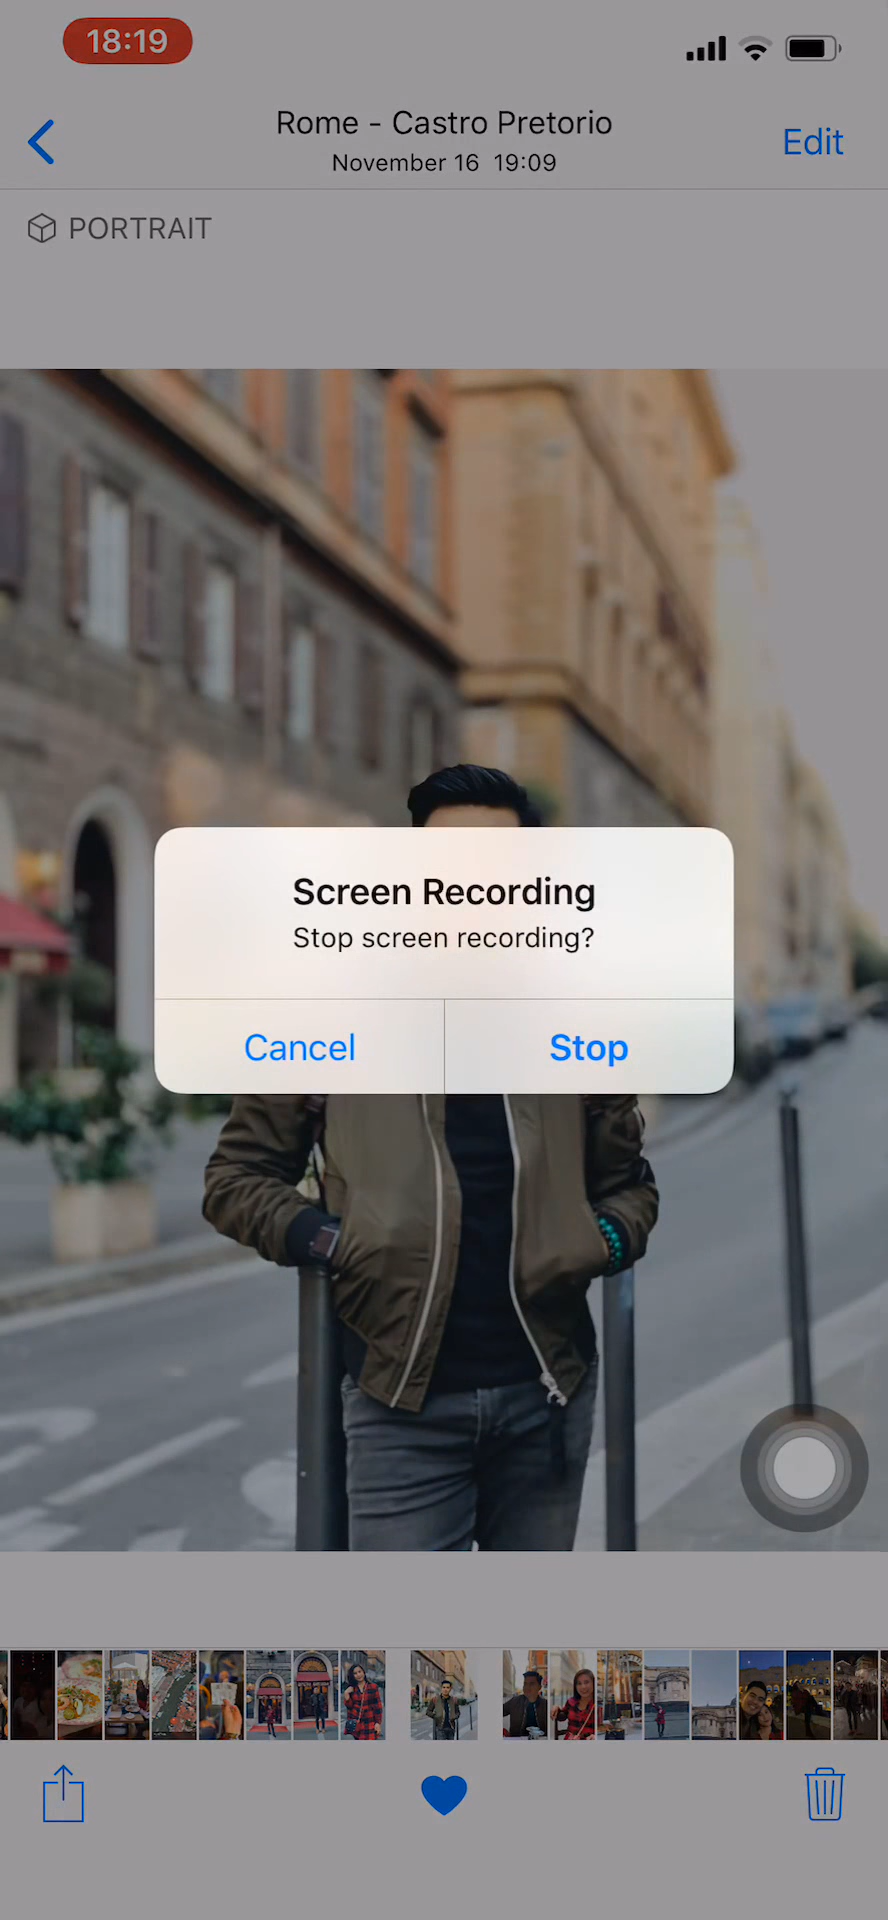 18:19
Rome - Castro Pretorio
November 16 19:09
Edit
PORTRAIT
Screen Recording
Stop screen recording?
Cancel
Stop